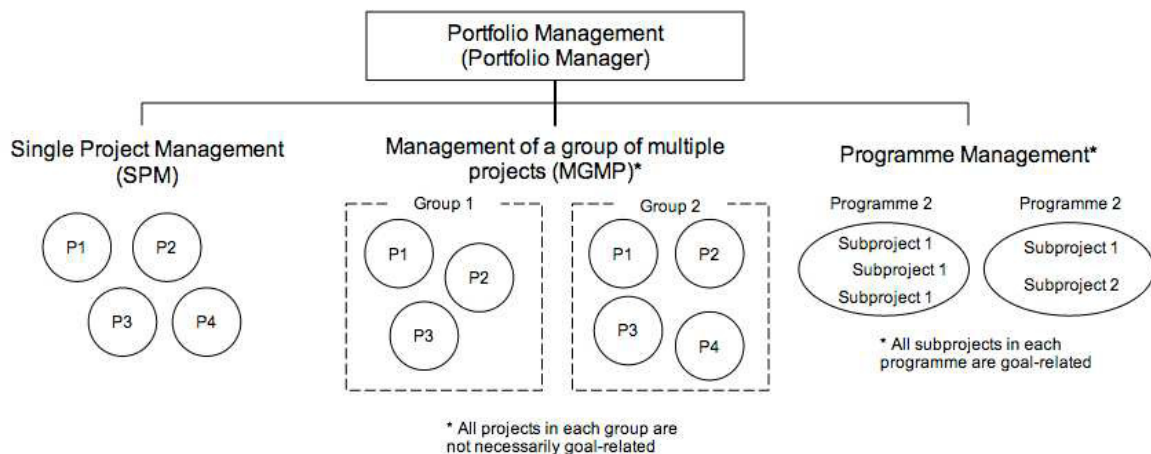 Portfolio Management
(Portfolio Manager)
Single Project Management
(SPM)
P1
P2
P3
P4
Management of a group of multiple
projects (MGMP)*
Group 1
P1
P2
P3
Group 2
P1
P2
P3
P4
* All projects in each group are
not necessarily goal-related
Programme Management*
Programme 2
Subproject 1
Subproject 1
Subproject 1
Programme 2
Subproject 1
Subproject 2
* All subprojects in each
programme are goal-related